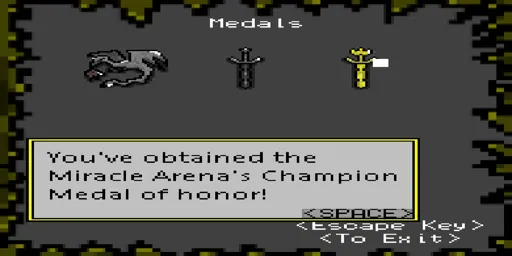 Medals
You've obtained the
Miracle Arena's Champion
Medal of honor!
<SPACE>
<Escape Key>
<To Exit>